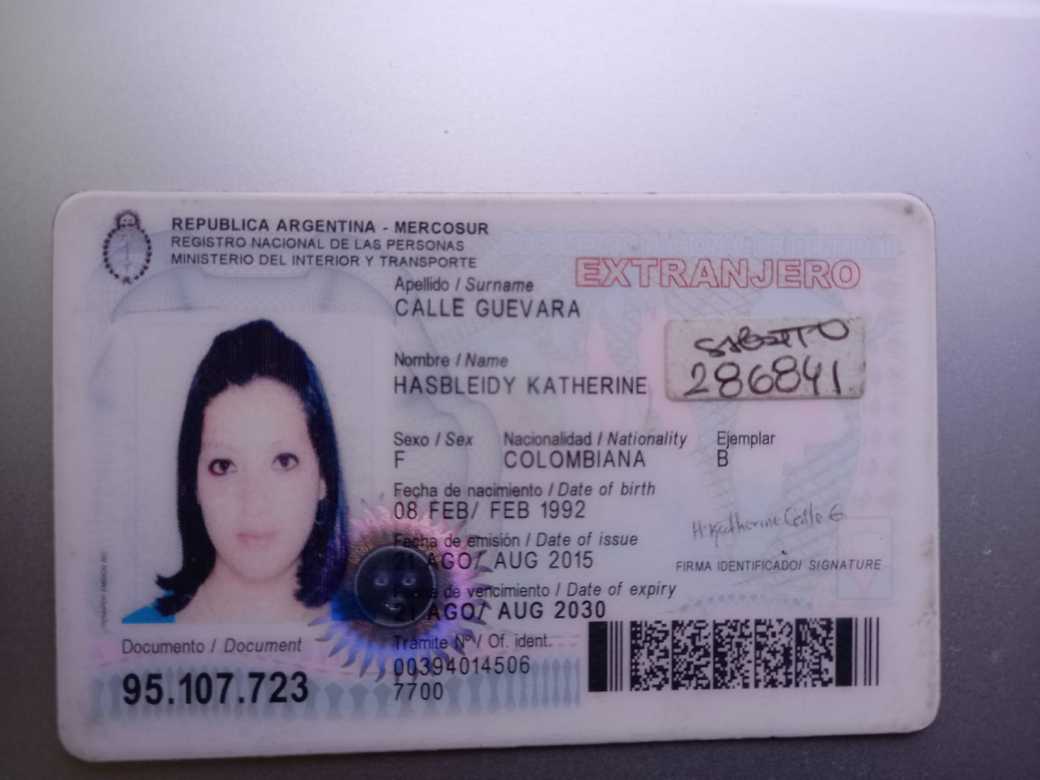 REPUBLICA ARGENTINA - MERCOSUR
REGISTRO NACIONAL DE LAS PERSONAS
MINISTERIO DEL INTERIOR Y TRANSPORTE
EXTRANJERO
Apellido / Surname
CALLE GUEVARA
Nombre / Name
HASBLEIDY KATHERINE
286841
Sexo / Sex Nacionalidad / Nationality Ejemplar
F COLOMBIANA B
Fecha de nacimiento / Date of birth
08 FEB/ FEB 1992
Fecha de emisión / Date of issue
21 AGO/ AUG 2015
H. Katherine Calle G
FIRMA IDENTIFICADO/ SIGNATURE
Fecha de vencimiento / Date of expiry
21 AGO/ AUG 2030
Documento / Document
95.107.723
Trámite Nº / Of. ident.
00394014506
7700